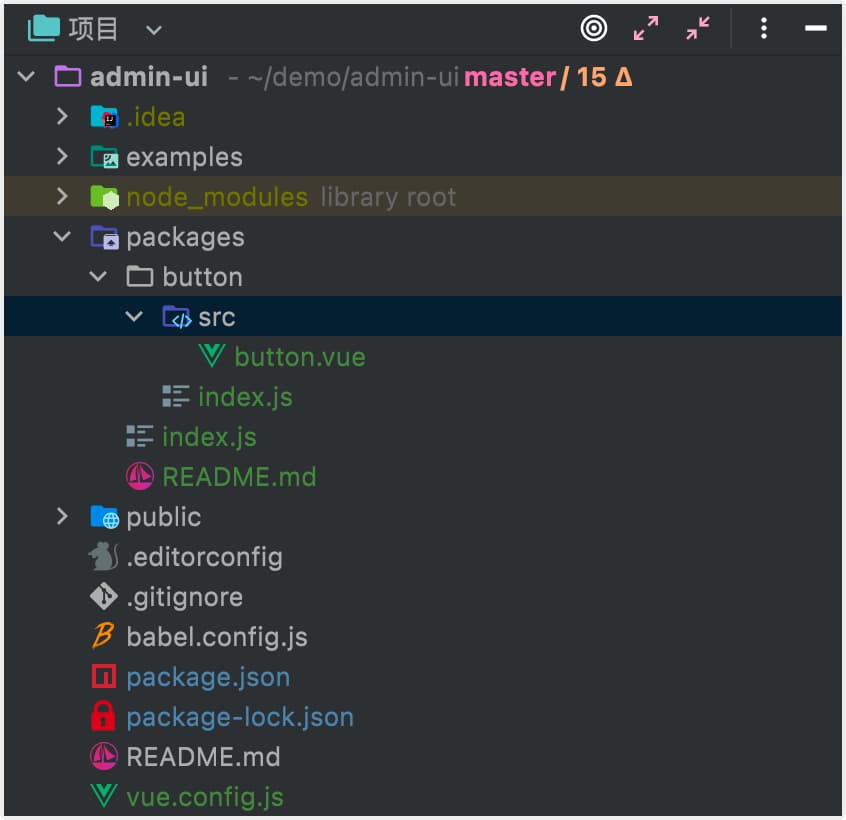 项目
admin-ui - ~/demo/admin-ui master / 15 Δ
.idea
examples
node_modules library root
packages
button
src
button.vue
index.js
index.js
README.md
public
.editorconfig
.gitignore
babel.config.js
package.json
package-lock.json
README.md
vue.config.js